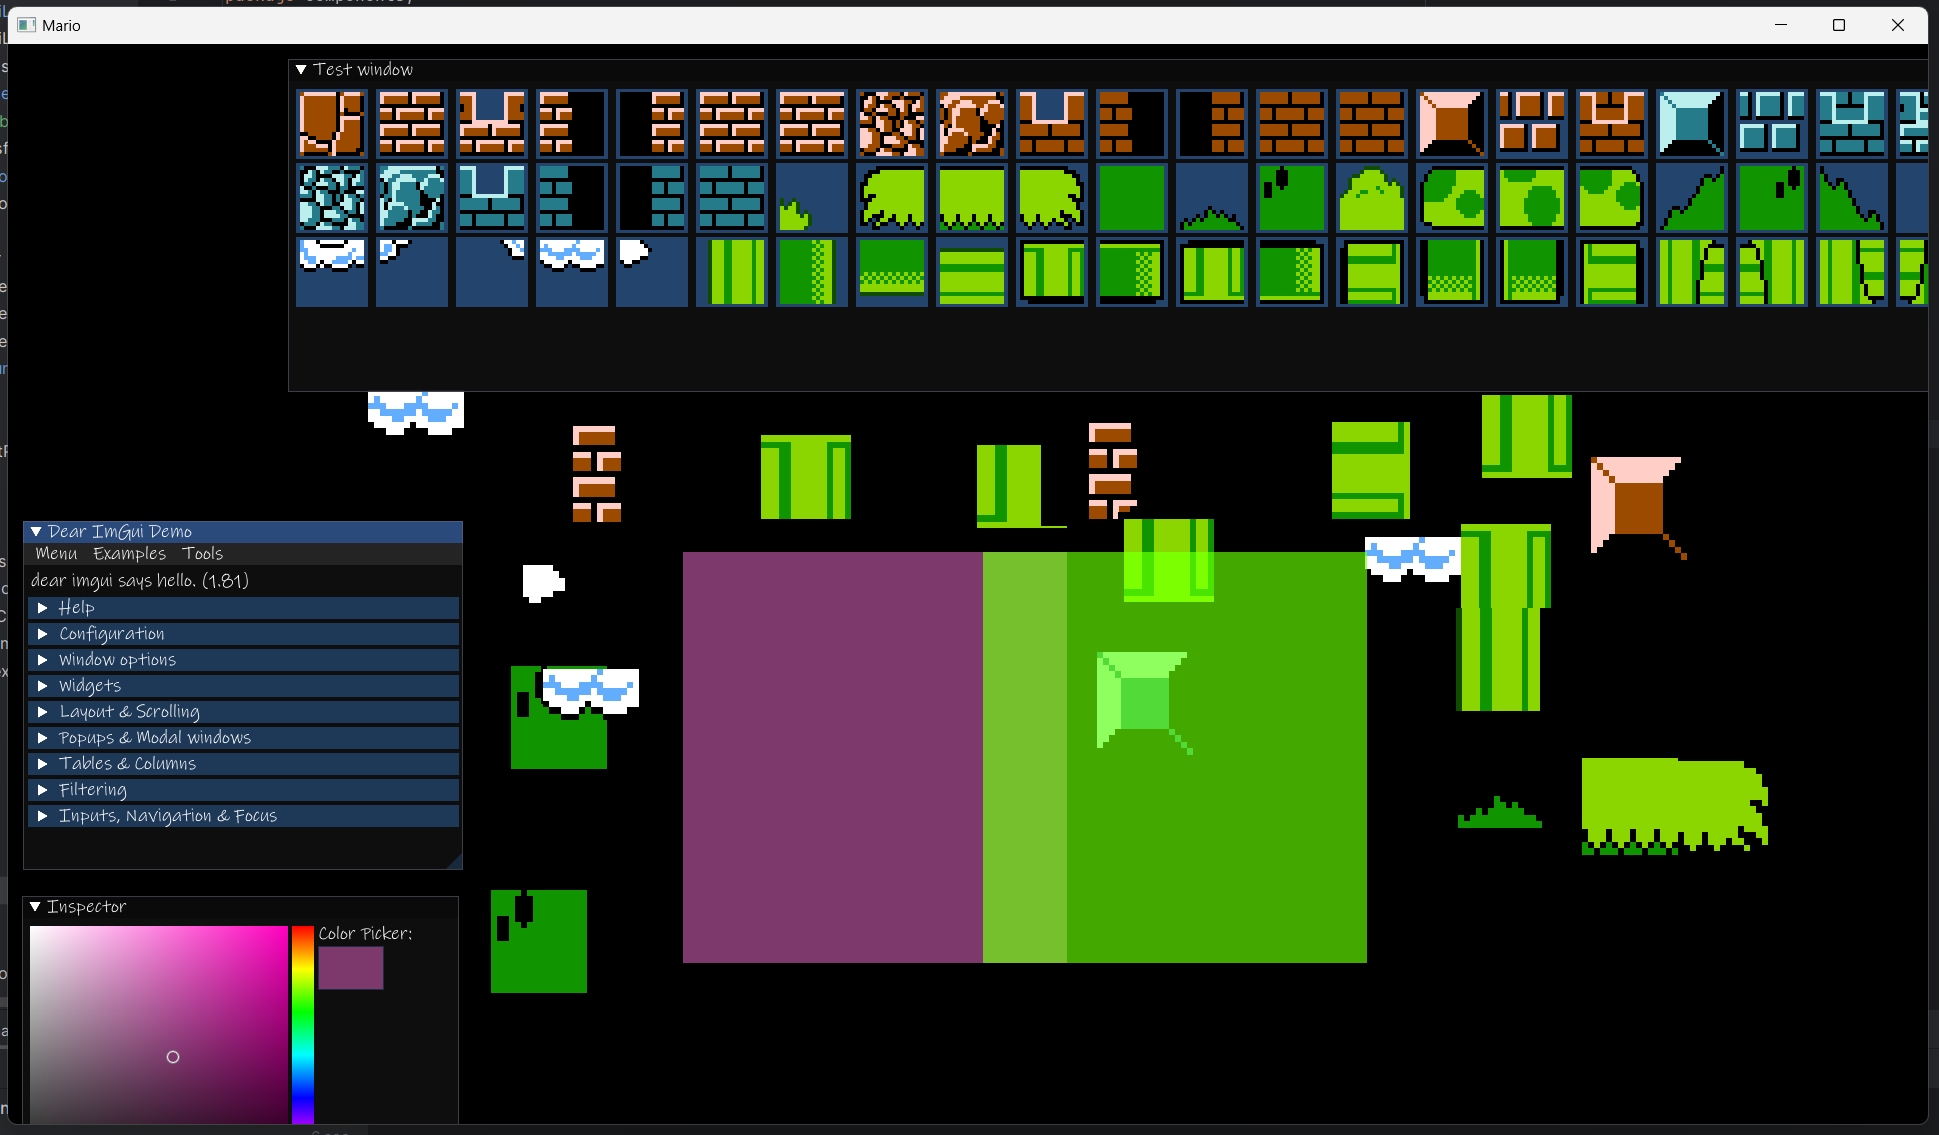 Mario
Test window
Dear ImGui Demo
Menu Examples Tools
dear imgui says hello. (1.81)
Help
Configuration
Window options
Widgets
Layout & Scrolling
Popups & Modal windows
Tables & Columns
Filtering
Inputs, Navigation & Focus
Inspector
Color Picker: